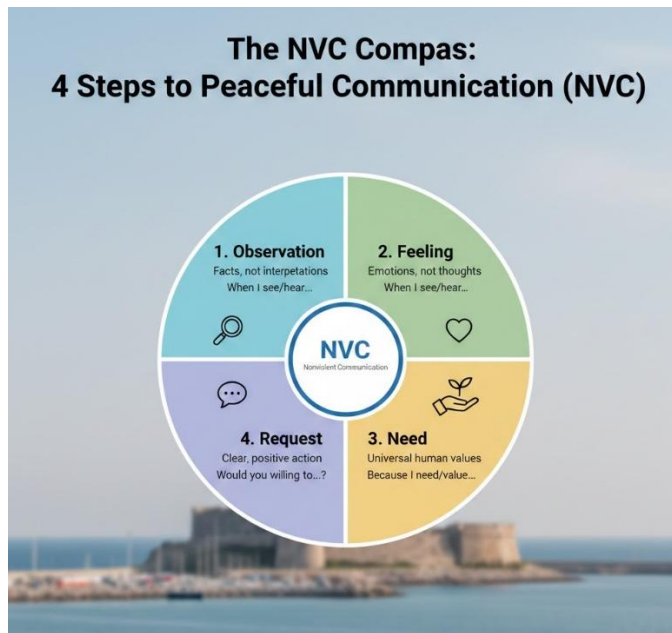 The NVC Compas:
4 Steps to Peaceful Communication (NVC)
1. Observation
Facts, not interpetations
When I see/hear...
2. Feeling
Emotions, not thoughts
When I see/hear...
NVC
Nonviolent Communication
4. Request
Clear, positive action
Would you willing to...?
3. Need
Universal human values
Because I need/value...